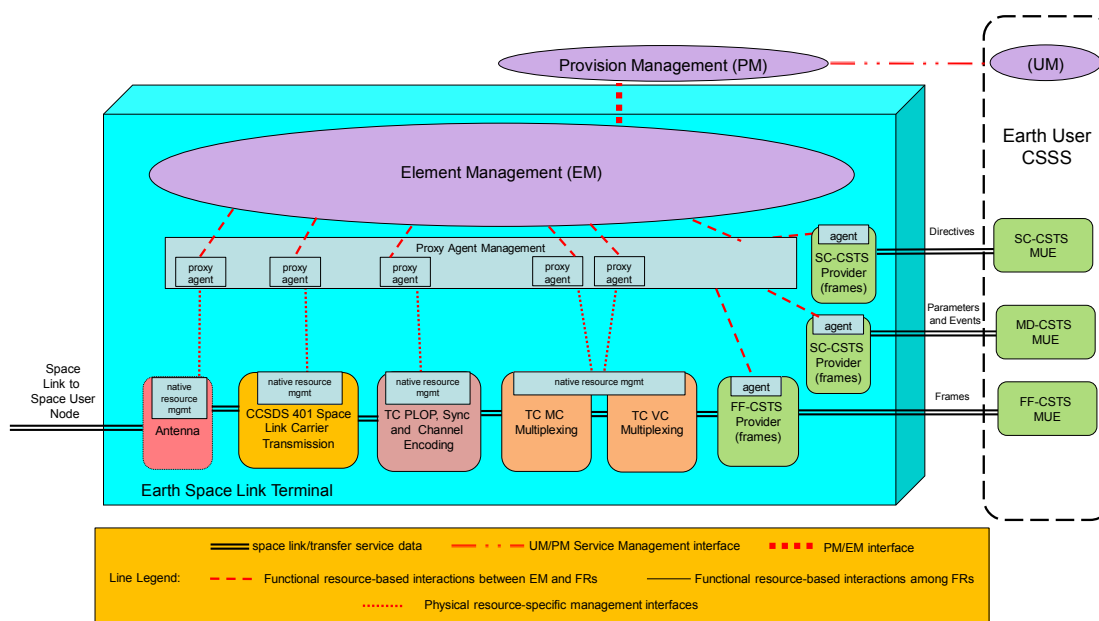 Provision Management (PM)
(UM)
Earth User
CSSS
Element Management (EM)
Proxy Agent Management
proxy
agent
proxy
agent
proxy
agent
proxy
agent
proxy
agent
agent
SC-CSTS
Provider
(frames)
Directives
SC-CSTS
MUE
agent
SC-CSTS
Provider
(frames)
Parameters
and Events
MD-CSTS
MUE
Space
Link to
Space User
Node
native
resource
mgmt
Antenna
native resource
mgmt
CCSDS 401 Space
Link Carrier
Transmission
native resource
mgmt
TC PLOP, Sync
and Channel
Encoding
native resource mgmt
TC MC
Multiplexing
TC VC
Multiplexing
agent
FF-CSTS
Provider
(frames)
Frames
FF-CSTS
MUE
Earth Space Link Terminal
space link/transfer service data
UM/PM Service Management interface
PM/EM interface
Line Legend:
Functional resource-based interactions between EM and FRs
Functional resource-based interactions among FRs
Physical resource-specific management interfaces